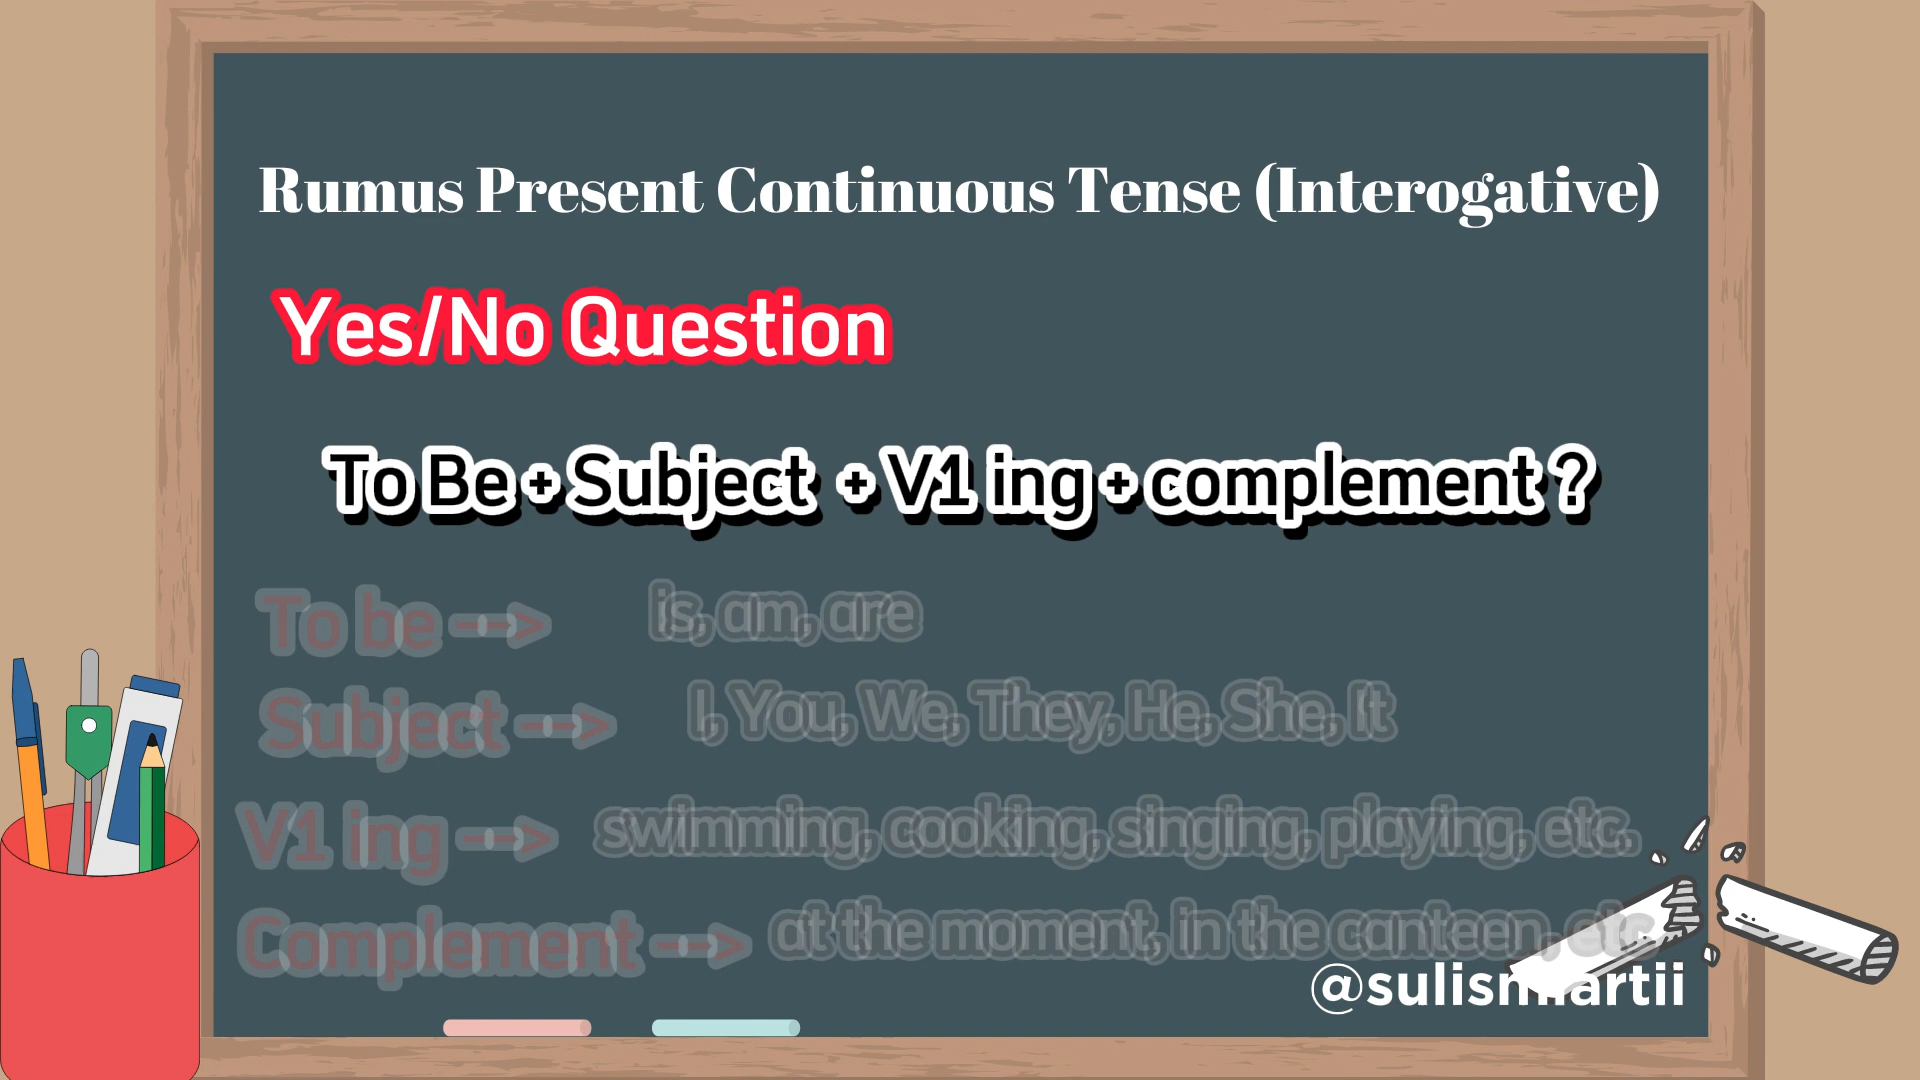 Rumus Present Continuous Tense (Interogative)
Yes/No Question
To Be + Subject + V1 ing + complement ?
To be --> is, am, are
Subject --> I, You, We, They, He, She, It
V1 ing --> swimming, cooking, singing, playing, etc.
Complement --> at the moment, in the canteen, etc